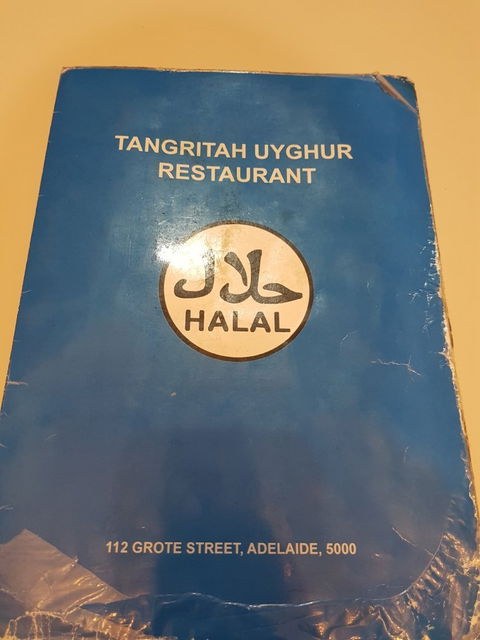 TANGRITAH UYGHUR
RESTAURANT
حلال
HALAL
112 GROTE STREET, ADELAIDE, 5000